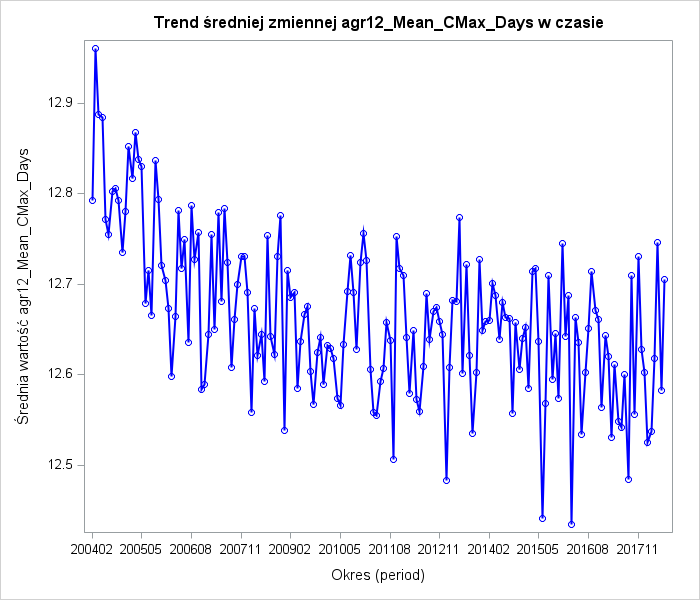 Trend średniej zmiennej agr12_Mean_CMax_Days w czasie
Średnia wartość agr12_Mean_CMax_Days
12.9
12.8
12.7
12.6
12.5
200402 200505 200608 200711 200902 201005 201108 201211 201402 201505 201608 201711
Okres (period)